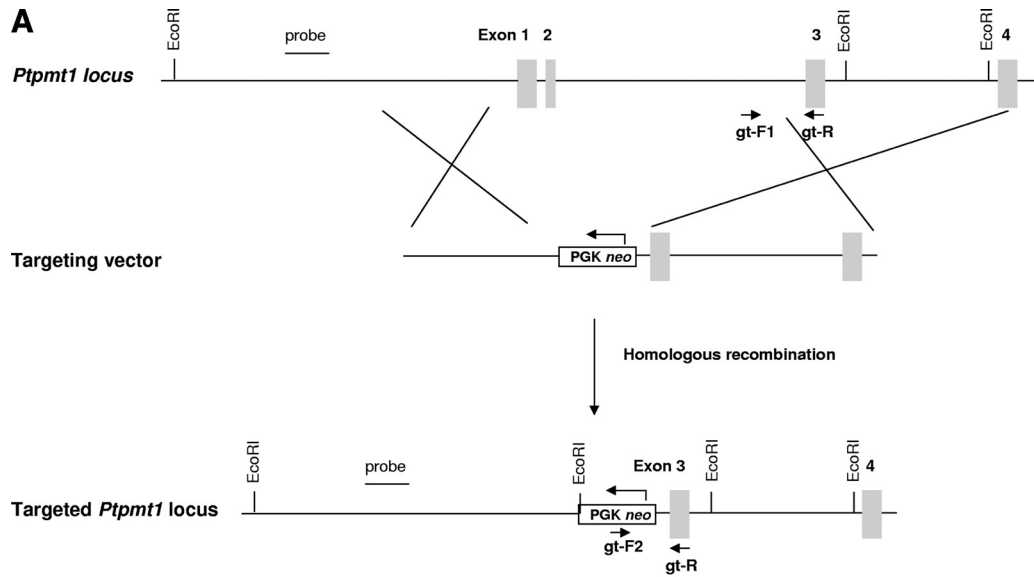 A
EcoRI
probe
Exon 1 2
3
EcoRI
EcoRI
4
Ptpmt1 locus
gt-F1
gt-R
Targeting vector
PGK neo
Homologous recombination
EcoRI
probe
EcoRI
Exon 3
EcoRI
EcoRI
4
Targeted Ptpmt1 locus
PGK neo
gt-F2
gt-R